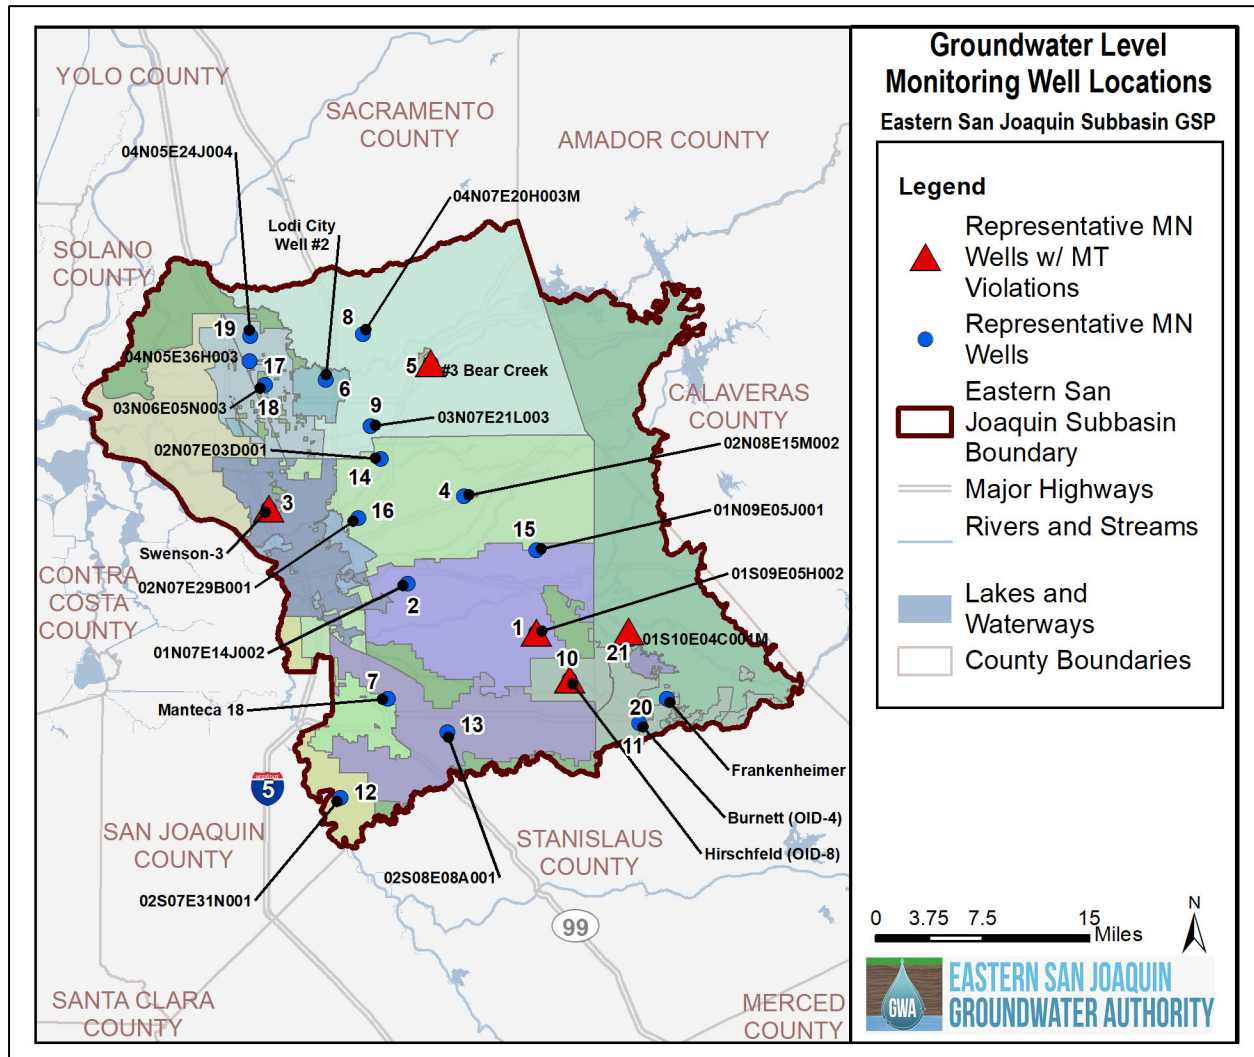 Groundwater Level
Monitoring Well Locations
Eastern San Joaquin Subbasin GSP
Legend
Representative MN
Wells w/ MT
Violations
Representative MN
Wells
Eastern San
Joaquin Subbasin
Boundary
Major Highways
Rivers and Streams
Lakes and
Waterways
County Boundaries
0 3.75 7.5 15
Miles
N
GWA
EASTERN SAN JOAQUIN
GROUNDWATER AUTHORITY
YOLO COUNTY
SACRAMENTO
COUNTY
AMADOR COUNTY
04N05E24J004
04N07E20H003M
Lodi City
Well #2
SOLANO
COUNTY
19
8
04N05E36H003
17
5
#3 Bear Creek
6
CALAVERAS
COUNTY
03N06E05N003
18
9
03N07E21L003
02N07E03D001
14
02N08E15M002
4
3
16
15
01N09E05J001
Swenson-3
CONTRA
COSTA
COUNTY
02N07E29B001
2
01S09E05H002
1
01S10E04C001M
21
01N07E14J002
10
7
Manteca 18
20
13
11
Frankenheimer
INTERSTATE
5
12
Burnett (OID-4)
SAN JOAQUIN
COUNTY
STANISLAUS
COUNTY
Hirschfeld (OID-8)
02S08E08A001
02S07E31N001
99
SANTA CLARA
COUNTY
MERCED
COUNTY